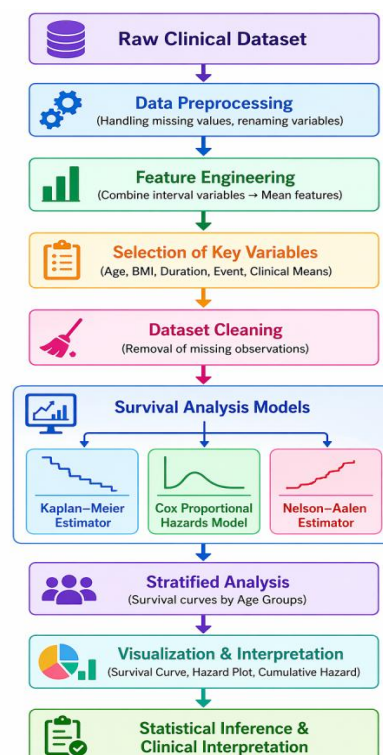 Raw Clinical Dataset
Data Preprocessing
(Handling missing values, renaming variables)
Feature Engineering
(Combine interval variables → Mean features)
Selection of Key Variables
(Age, BMI, Duration, Event, Clinical Means)
Dataset Cleaning
(Removal of missing observations)
Survival Analysis Models
Kaplan–Meier
Estimator
Cox Proportional
Hazards Model
Nelson–Aalen
Estimator
Stratified Analysis
(Survival curves by Age Groups)
Visualization & Interpretation
(Survival Curve, Hazard Plot, Cumulative Hazard)
Statistical Inference &
Clinical Interpretation